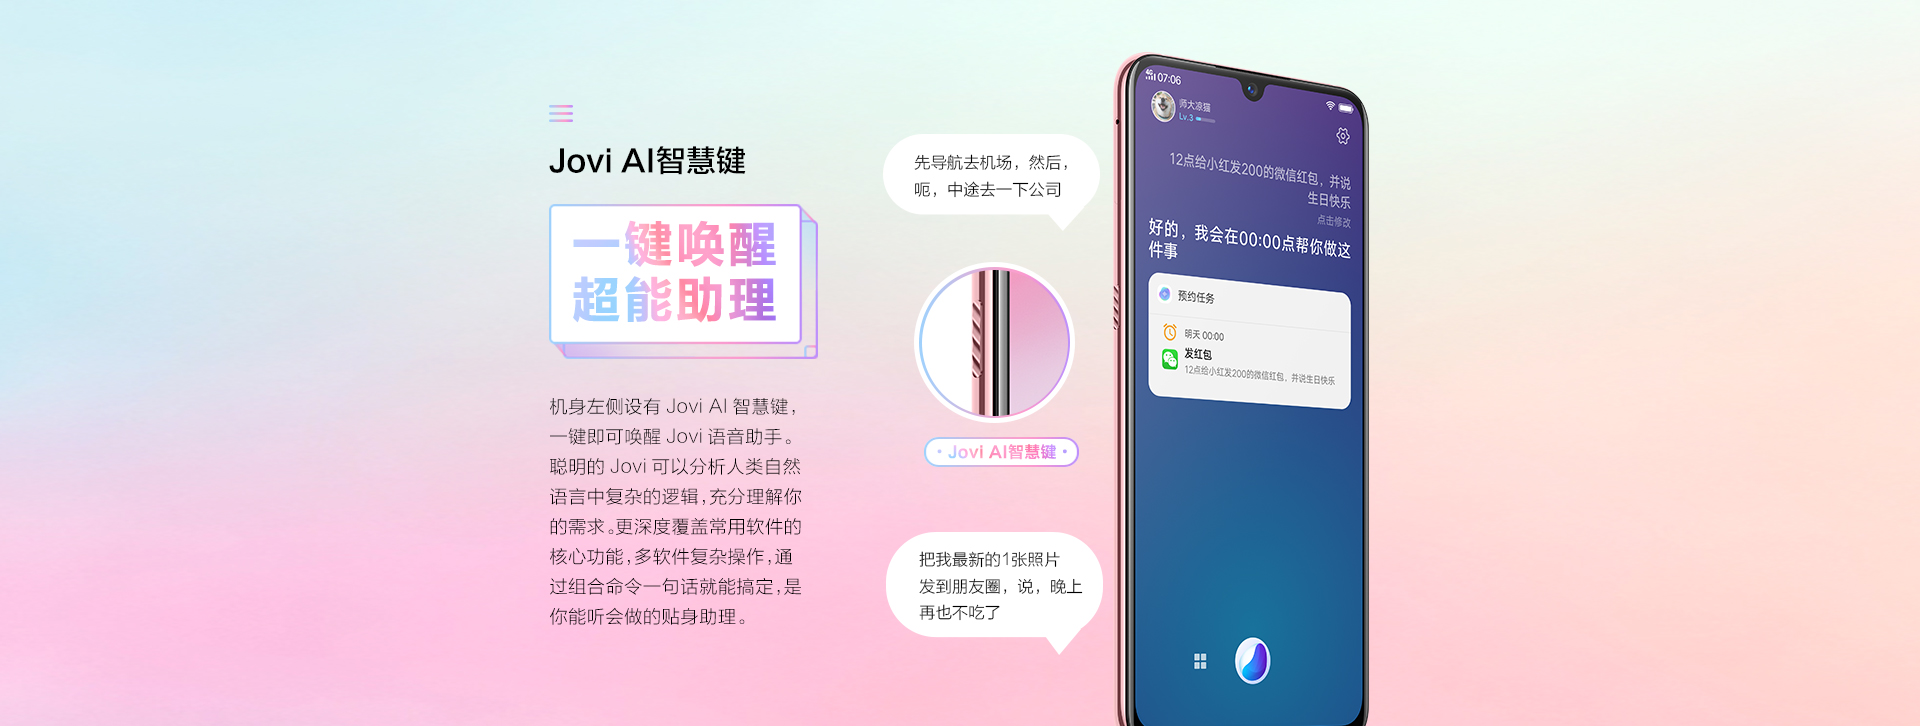 Jovi AI智慧键
一键唤醒
超能助理
机身左侧设有 Jovi AI 智慧键，
一键即可唤醒 Jovi 语音助手。
聪明的 Jovi 可以分析人类自然
语言中复杂的逻辑，充分理解你
的需求。更深度覆盖常用软件的
核心功能，多软件复杂操作，通
过组合命令一句话就能搞定，是
你能听会做的贴身助理。
先导航去机场，然后，
呃，中途去一下公司
Jovi AI智慧键
把我最新的1张照片
发到朋友圈，说，晚上
再也不吃了
4G 07:06
师大凉猫
Lv.3
12点给小红发200的微信红包，并说
生日快乐
点击修改
好的，我会在00:00点帮你做这
件事
预约任务
明天 00:00
发红包
12点给小红发200的微信红包，并说生日快乐